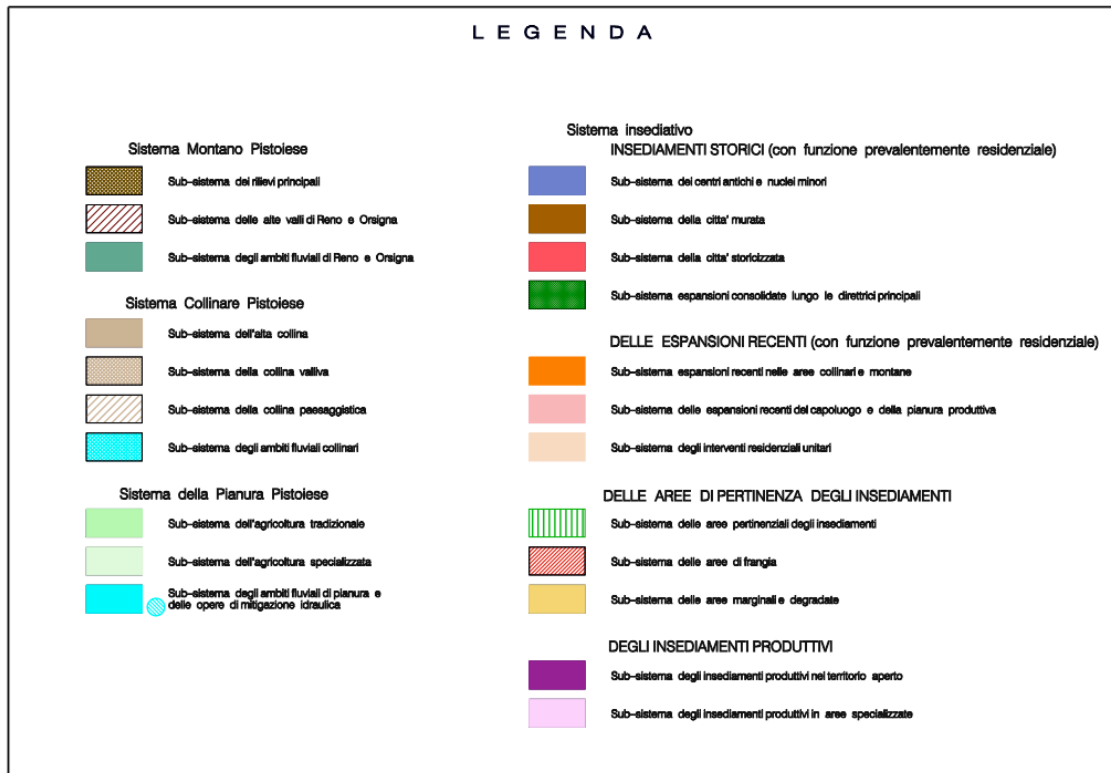 LEGENDA
Sistema Montano Pistoiese
Sub-sistema dei rilievi principali
Sub-sistema delle alte valli di Reno e Orsigna
Sub-sistema degli ambiti fluviali di Reno e Orsigna
Sistema Collinare Pistoiese
Sub-sistema dell'alta collina
Sub-sistema della collina valliva
Sub-sistema della collina paesaggistica
Sub-sistema degli ambiti fluviali collinari
Sistema della Pianura Pistoiese
Sub-sistema dell'agricoltura tradizionale
Sub-sistema dell'agricoltura specializzata
Sub-sistema degli ambiti fluviali di pianura e
delle opere di mitigazione idraulica
Sistema insediativo
INSEDIAMENTI STORICI (con funzione prevalentemente residenziale)
Sub-sistema dei centri antichi e nuclei minori
Sub-sistema della citta' murata
Sub-sistema della citta' storicizzata
Sub-sistema espansioni consolidate lungo le direttrici principali
DELLE ESPANSIONI RECENTI (con funzione prevalentemente residenziale)
Sub-sistema espansioni recenti nelle aree collinari e montane
Sub-sistema delle espansioni recenti del capoluogo e della pianura produttiva
Sub-sistema degli interventi residenziali unitari
DELLE AREE DI PERTINENZA DEGLI INSEDIAMENTI
Sub-sistema delle aree pertinenziali degli insediamenti
Sub-sistema delle aree di frangia
Sub-sistema delle aree marginali e degradate
DEGLI INSEDIAMENTI PRODUTTIVI
Sub-sistema degli insediamenti produttivi nel territorio aperto
Sub-sistema degli insediamenti produttivi in aree specializzate